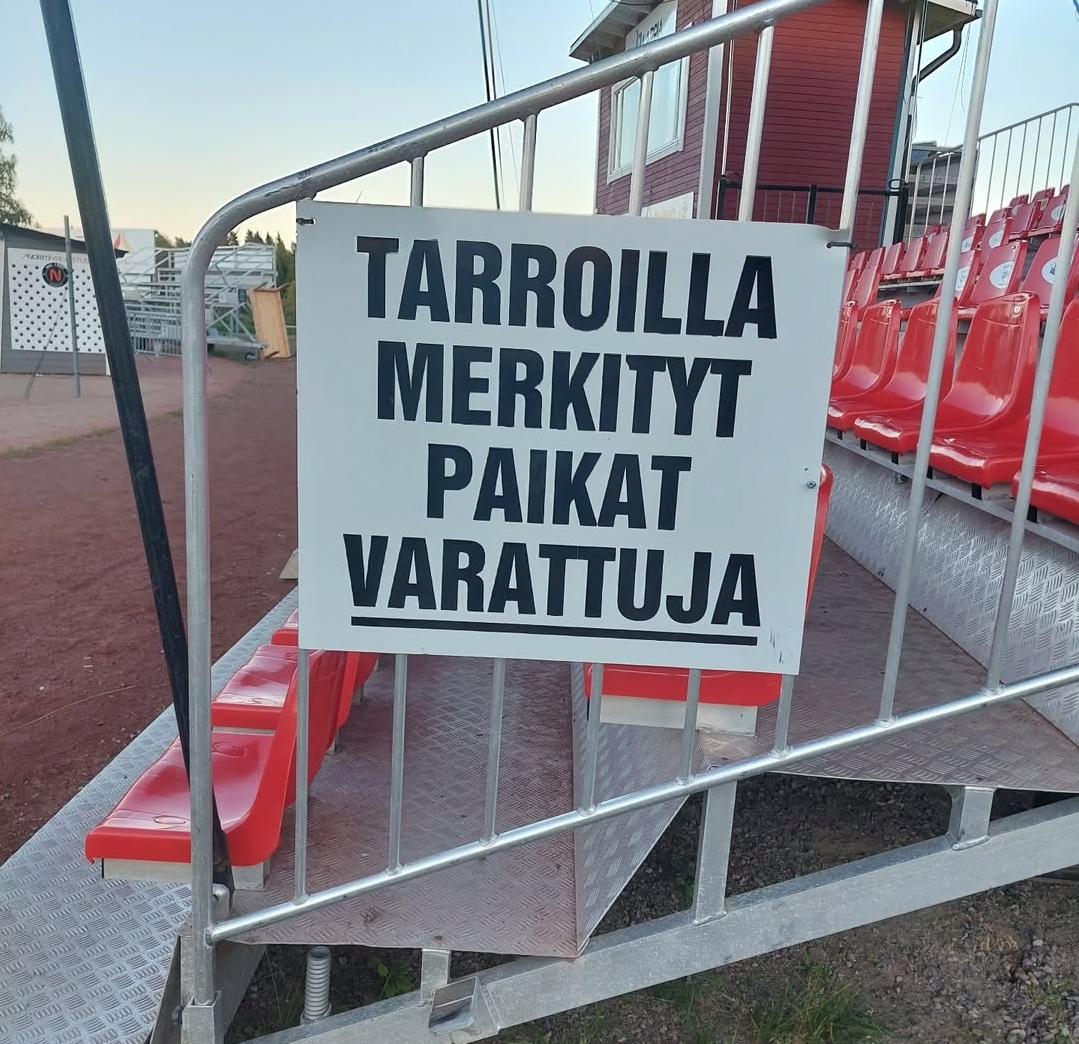 TARROILLA
MERKITYT
PAIKAT
VARATTUJA
N